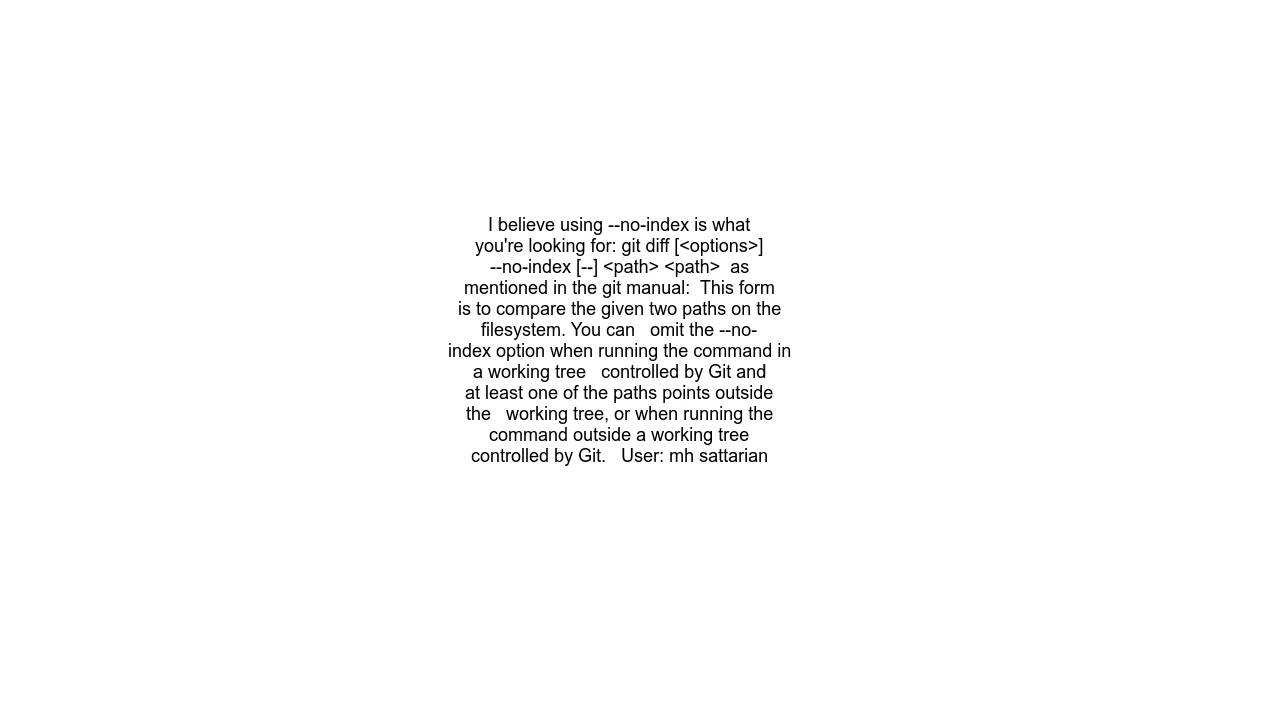 I believe using --no-index is what
you're looking for: git diff [<options>]
--no-index [--] <path> <path>  as
mentioned in the git manual:  This form
is to compare the given two paths on the
filesystem. You can   omit the --no-
index option when running the command in
a working tree   controlled by Git and
at least one of the paths points outside
the   working tree, or when running the
command outside a working tree
controlled by Git.   User: mh sattarian